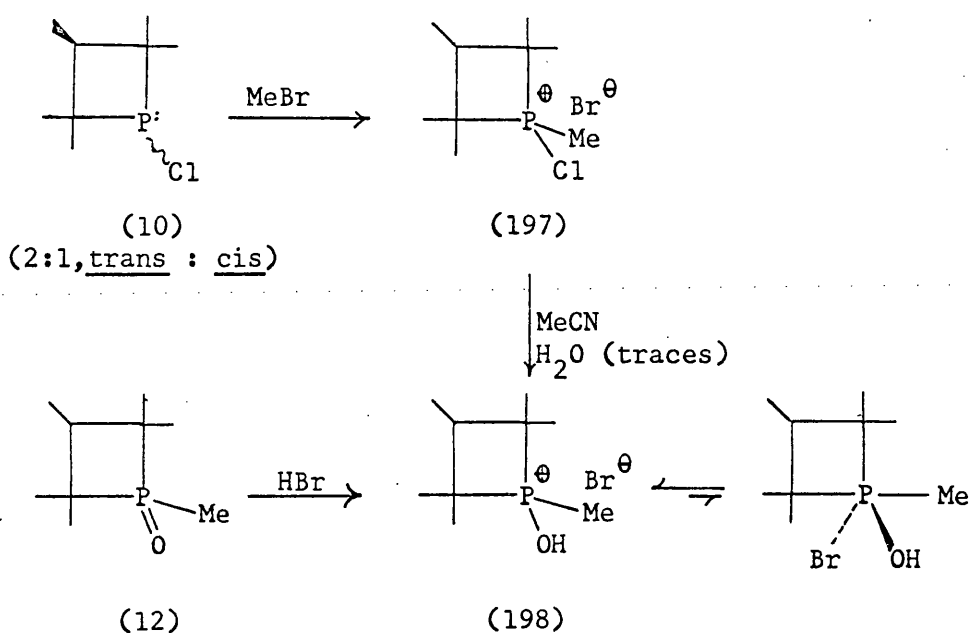 MeBr
P:
Cl
P ⊕ Br ⊖
Me
Cl
(10)
(197)
(2:1, trans : cis)
MeCN
H2O (traces)
P
Me
O
HBr
P ⊕ Br ⊖
Me
OH
P Me
Br OH
(12)
(198)